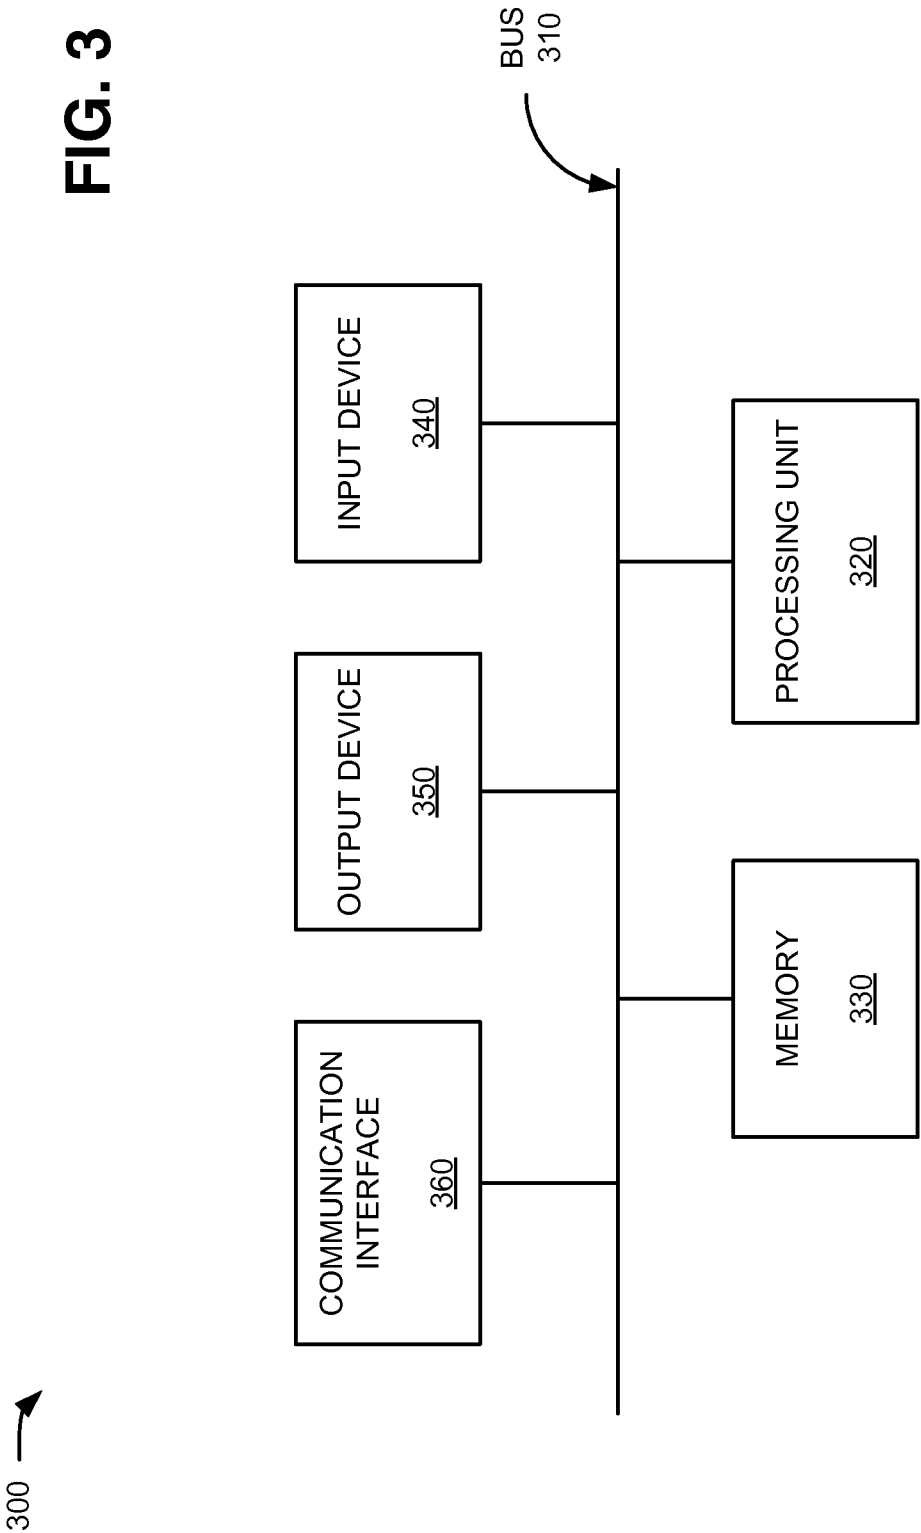 300
COMMUNICATION
INTERFACE
360
OUTPUT DEVICE
350
INPUT DEVICE
340
BUS
310
MEMORY
330
PROCESSING UNIT
320
FIG. 3